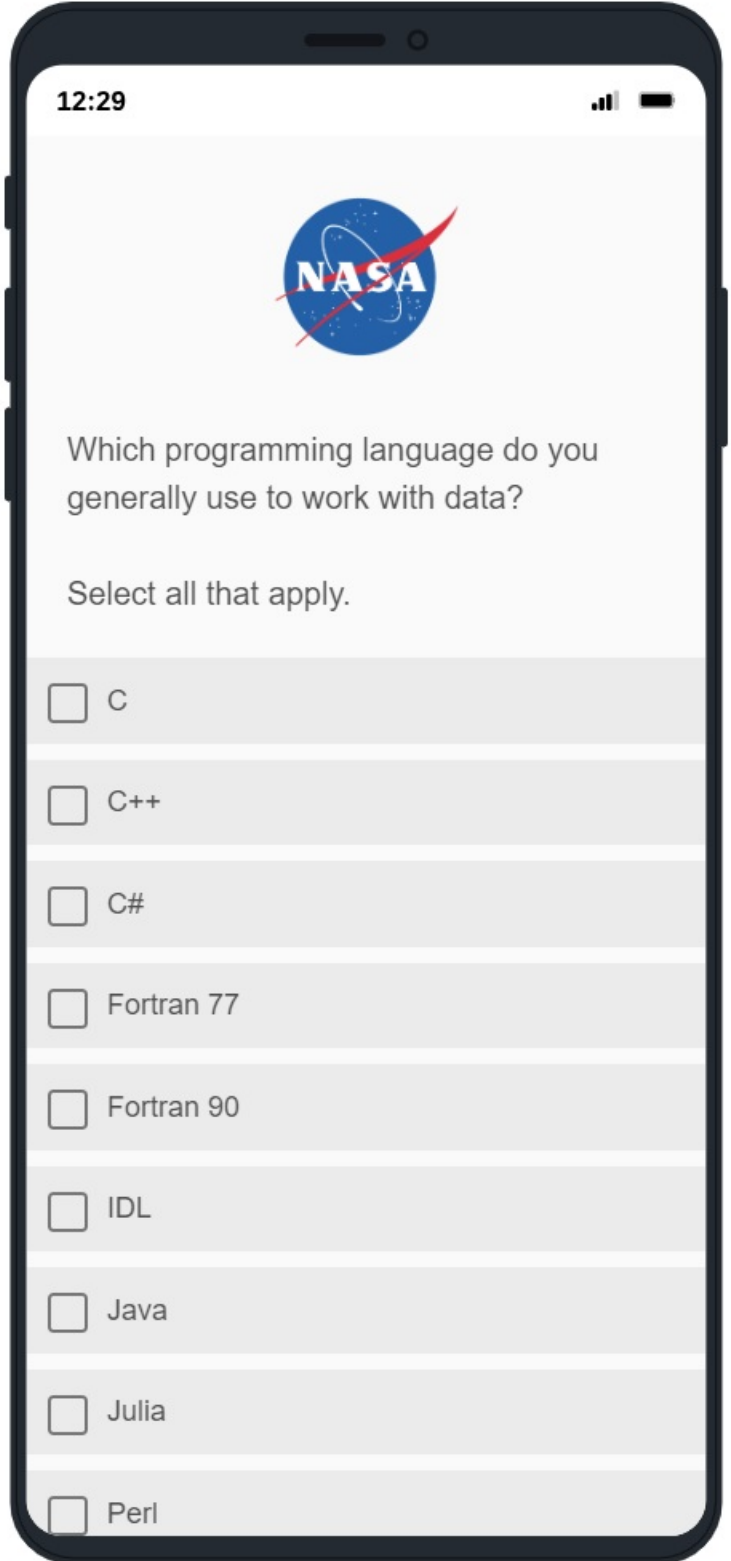 12:29
NASA
Which programming language do you
generally use to work with data?
Select all that apply.
C
C++
C#
Fortran 77
Fortran 90
IDL
Java
Julia
Perl